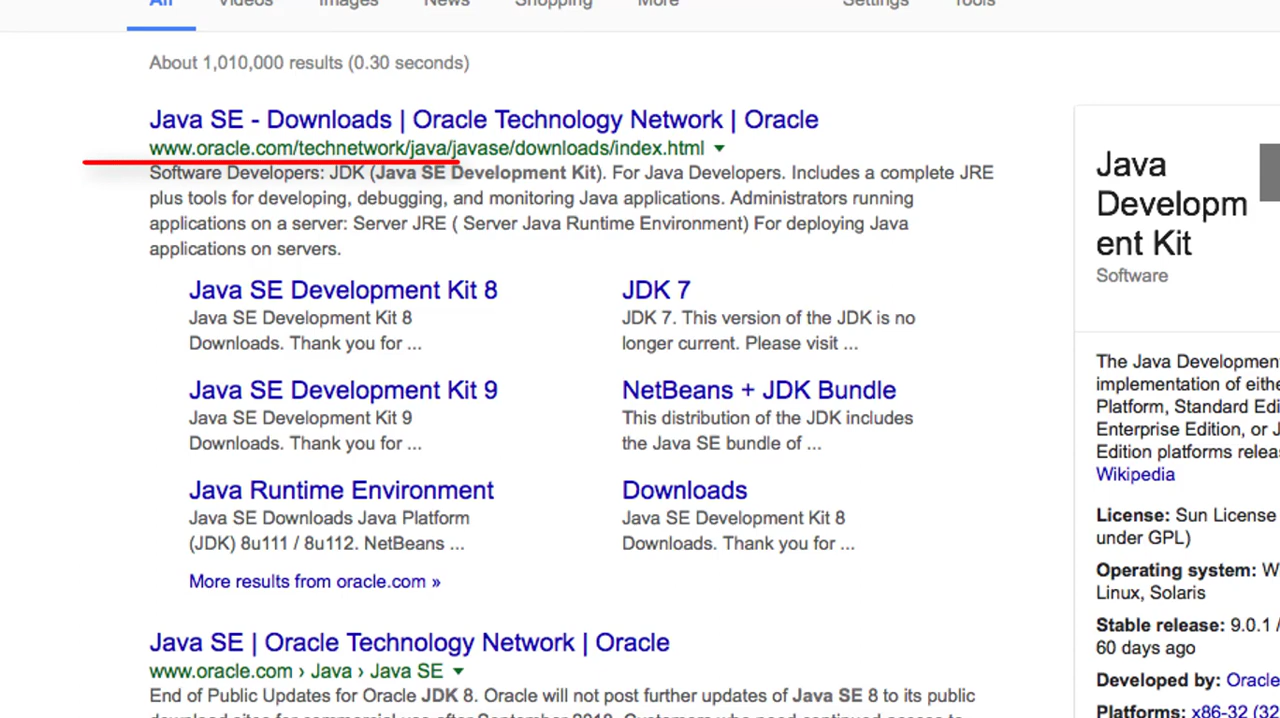 All Videos Images News Shopping More Settings Tools
About 1,010,000 results (0.30 seconds)
Java SE - Downloads | Oracle Technology Network | Oracle
www.oracle.com/technetwork/java/javase/downloads/index.html
Software Developers: JDK (Java SE Development Kit). For Java Developers. Includes a complete JRE
plus tools for developing, debugging, and monitoring Java applications. Administrators running
applications on a server: Server JRE ( Server Java Runtime Environment) For deploying Java
applications on servers.
Java SE Development Kit 8
Java SE Development Kit 8
Downloads. Thank you for ...
JDK 7
JDK 7. This version of the JDK is no
longer current. Please visit ...
Java SE Development Kit 9
Java SE Development Kit 9
Downloads. Thank you for ...
NetBeans + JDK Bundle
This distribution of the JDK includes
the Java SE bundle of ...
Java Runtime Environment
Java SE Downloads Java Platform
(JDK) 8u111 / 8u112. NetBeans ...
Downloads
Java SE Development Kit 8
Downloads. Thank you for ...
More results from oracle.com »
Java SE | Oracle Technology Network | Oracle
www.oracle.com › Java › Java SE
End of Public Updates for Oracle JDK 8. Oracle will not post further updates of Java SE 8 to its public
Java
Developm
ent Kit
Software
The Java Developmen
implementation of eithe
Platform, Standard Edi
Enterprise Edition, or J
Edition platforms relea
Wikipedia
License: Sun License
under GPL)
Operating system: W
Linux, Solaris
Stable release: 9.0.1 /
60 days ago
Developed by: Oracle
Platforms: x86-32 (32